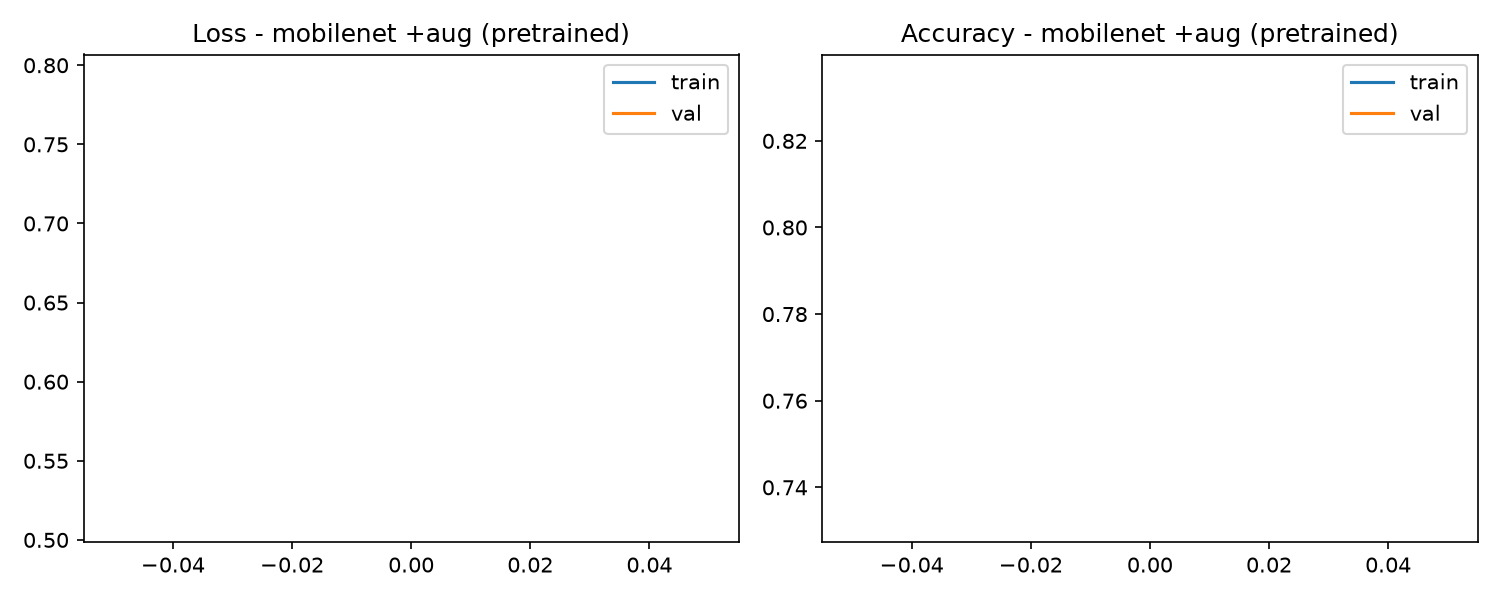 Loss - mobilenet +aug (pretrained)
0.80
0.75
0.70
0.65
0.60
0.55
0.50
−0.04 −0.02 0.00 0.02 0.04
train
val
Accuracy - mobilenet +aug (pretrained)
0.82
0.80
0.78
0.76
0.74
−0.04 −0.02 0.00 0.02 0.04
train
val